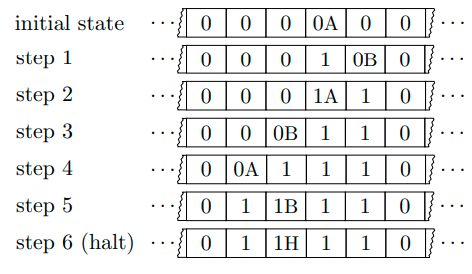 initial state ··· 0 0 0 0A 0 0 ···
step 1 ··· 0 0 0 1 0B 0 ···
step 2 ··· 0 0 0 1A 1 0 ···
step 3 ··· 0 0 0B 1 1 0 ···
step 4 ··· 0 0A 1 1 1 0 ···
step 5 ··· 0 1 1B 1 1 0 ···
step 6 (halt) ··· 0 1 1H 1 1 0 ···